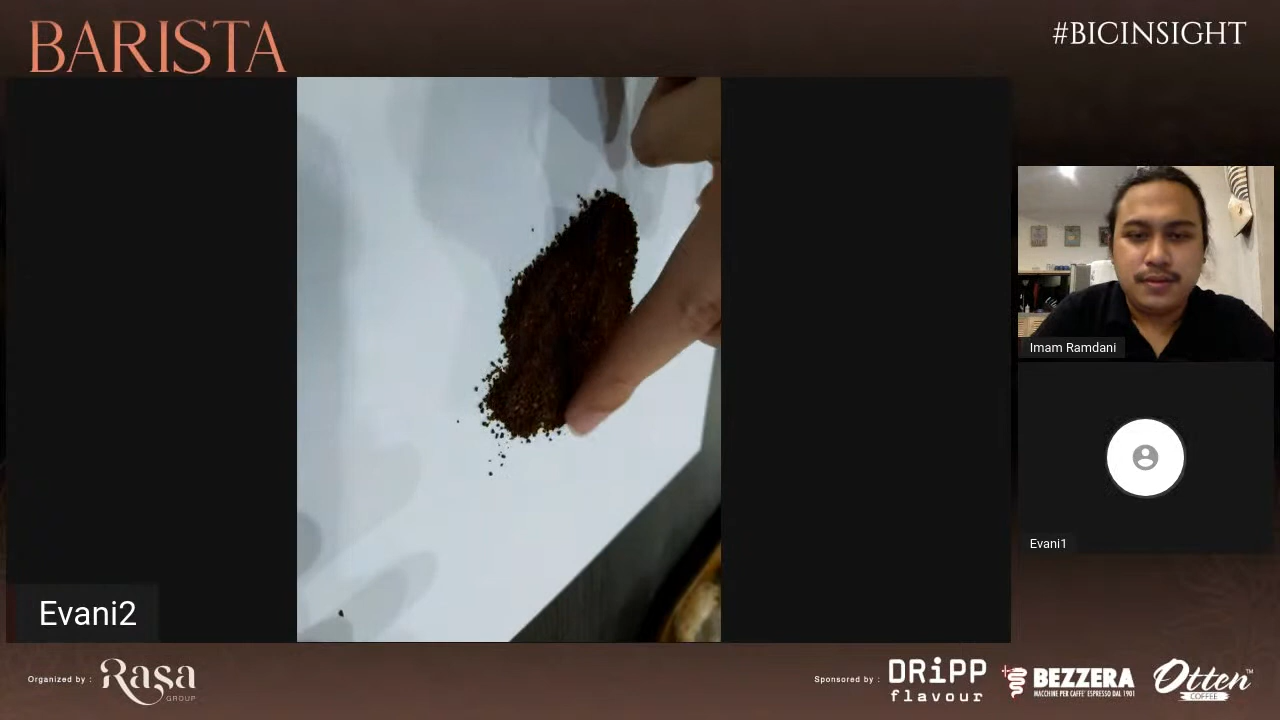 BARISTA
#BICINSIGHT
Imam Ramdani
Evani1
Evani2
Organized by :
Rasa
GROUP
Sponsored by :
DRiPP
flavour
BEZZERA
MACCHINE PER CAFFE' ESPRESSO DAL 1901
Otten
COFFEE
TM